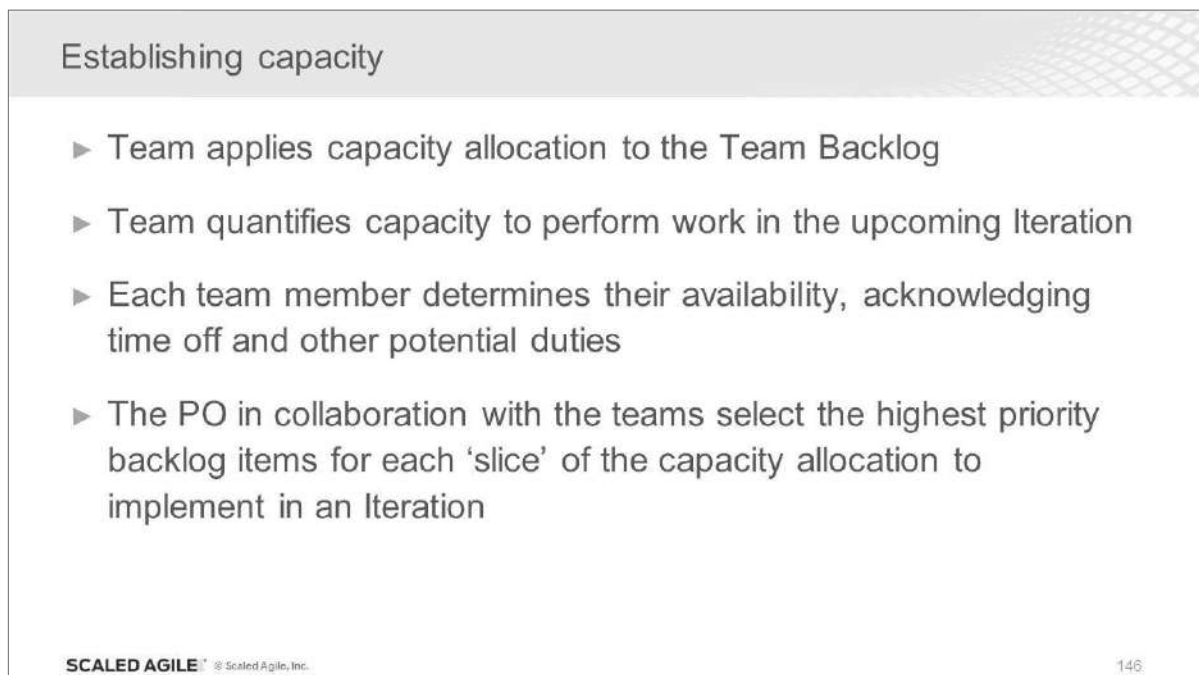 Establishing capacity
► Team applies capacity allocation to the Team Backlog
► Team quantifies capacity to perform work in the upcoming Iteration
► Each team member determines their availability, acknowledging
time off and other potential duties
► The PO in collaboration with the teams select the highest priority
backlog items for each ‘slice’ of the capacity allocation to
implement in an Iteration
SCALED AGILE ® © Scaled Agile, Inc.
146